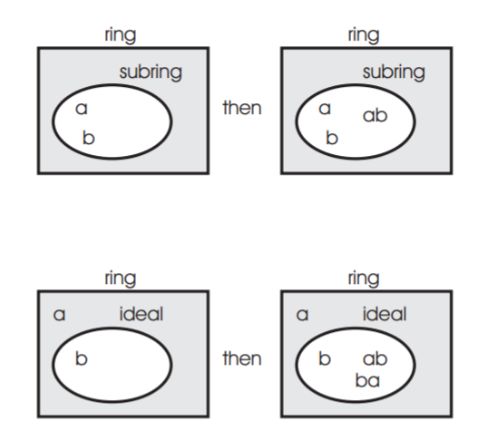 ring ring
subring subring
a then a ab
b b
ring ring
a ideal a ideal
b then b ab
ba